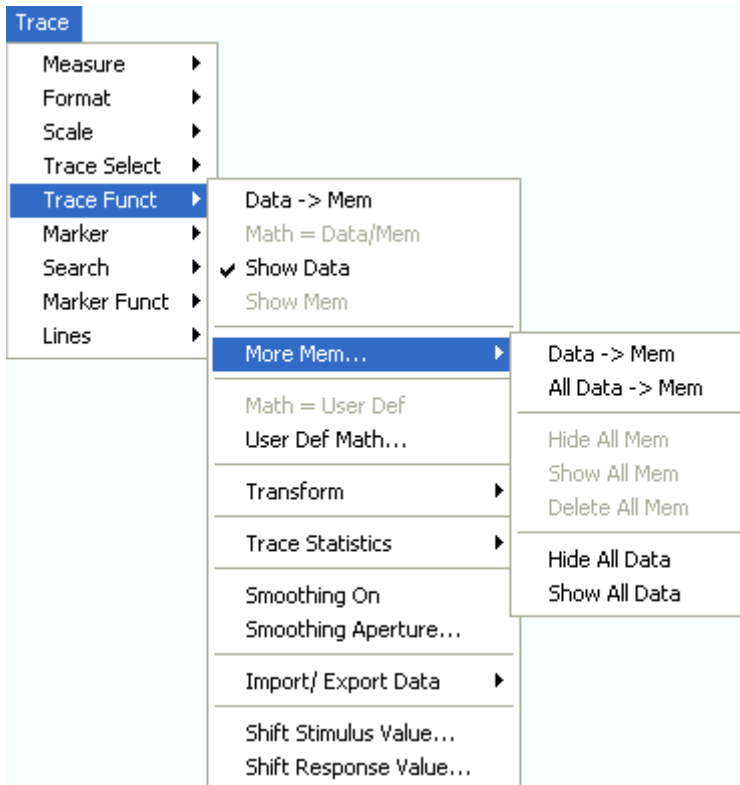 Trace
Measure
Format
Scale
Trace Select
Trace Funct
Marker
Search
Marker Funct
Lines
Data -> Mem
Math = Data/Mem
Show Data
Show Mem
More Mem...
Math = User Def
User Def Math...
Transform
Trace Statistics
Smoothing On
Smoothing Aperture...
Import/ Export Data
Shift Stimulus Value...
Shift Response Value...
Data -> Mem
All Data -> Mem
Hide All Mem
Show All Mem
Delete All Mem
Hide All Data
Show All Data